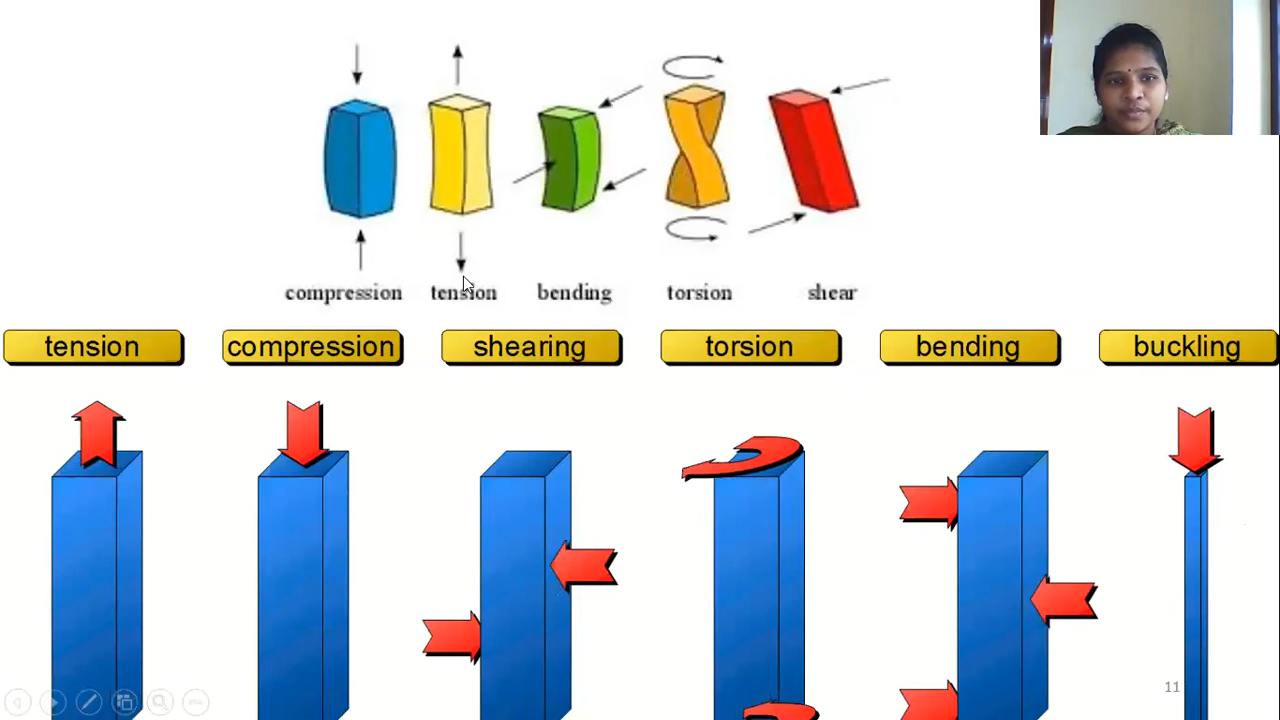 compression tension bending torsion shear
tension compression shearing torsion bending buckling
11